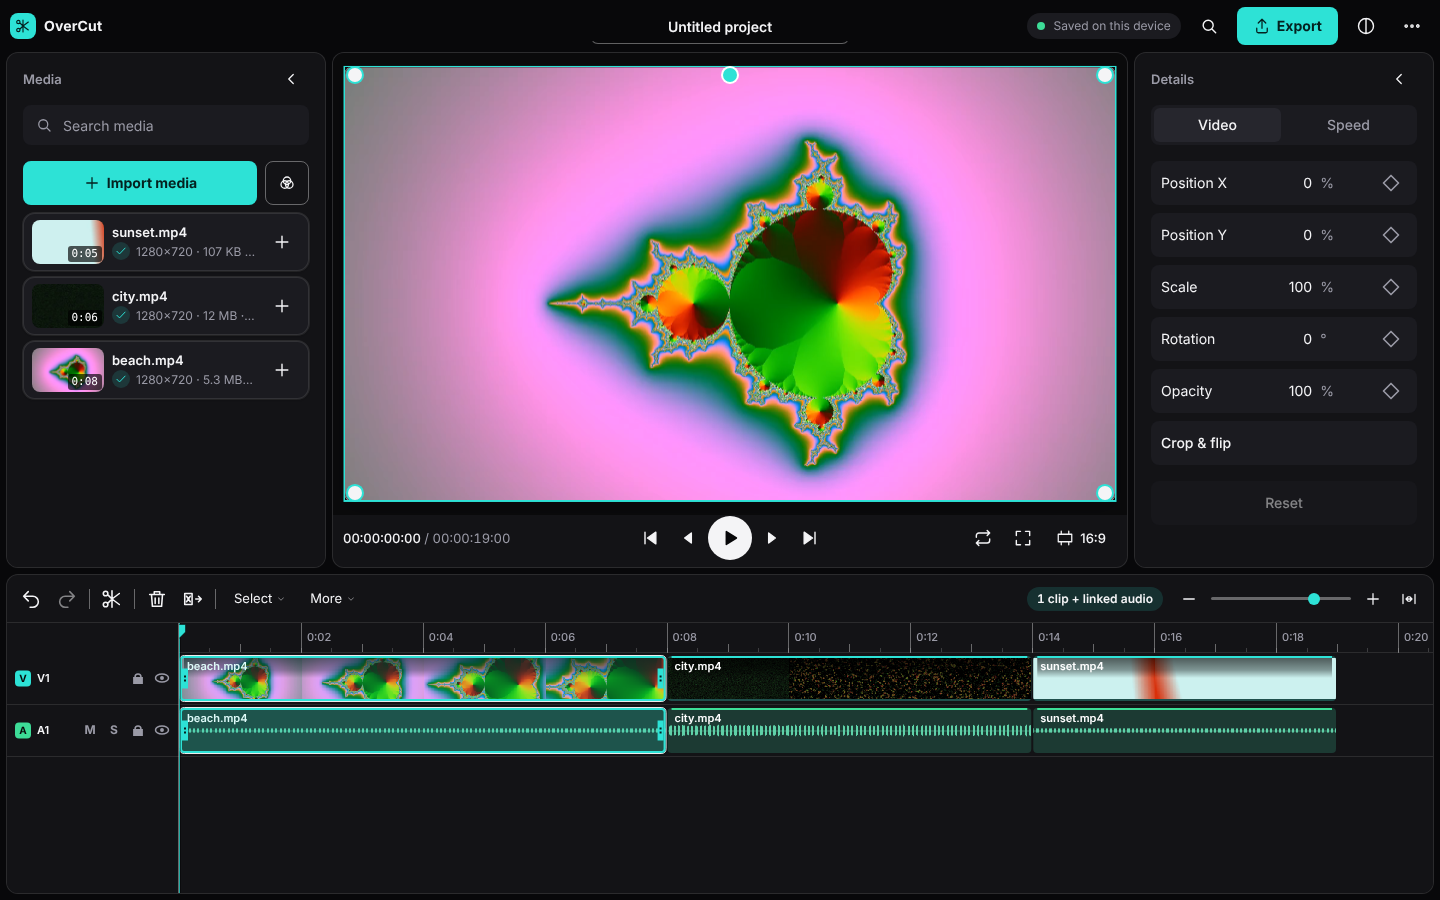 OverCut
Untitled project
Saved on this device
Export
Media
Search media
Import media
sunset.mp4
0:05
1280×720 · 107 KB ...
city.mp4
0:06
1280×720 · 12 MB ·...
beach.mp4
0:08
1280×720 · 5.3 MB...
00:00:00:00 / 00:00:19:00
16:9
Details
Video Speed
Position X 0 %
Position Y 0 %
Scale 100 %
Rotation 0 °
Opacity 100 %
Crop & flip
Reset
Select More
1 clip + linked audio
0:02 0:04 0:06 0:08 0:10 0:12 0:14 0:16 0:18 0:20
V V1
beach.mp4 city.mp4 sunset.mp4
A A1 M S
beach.mp4 city.mp4 sunset.mp4